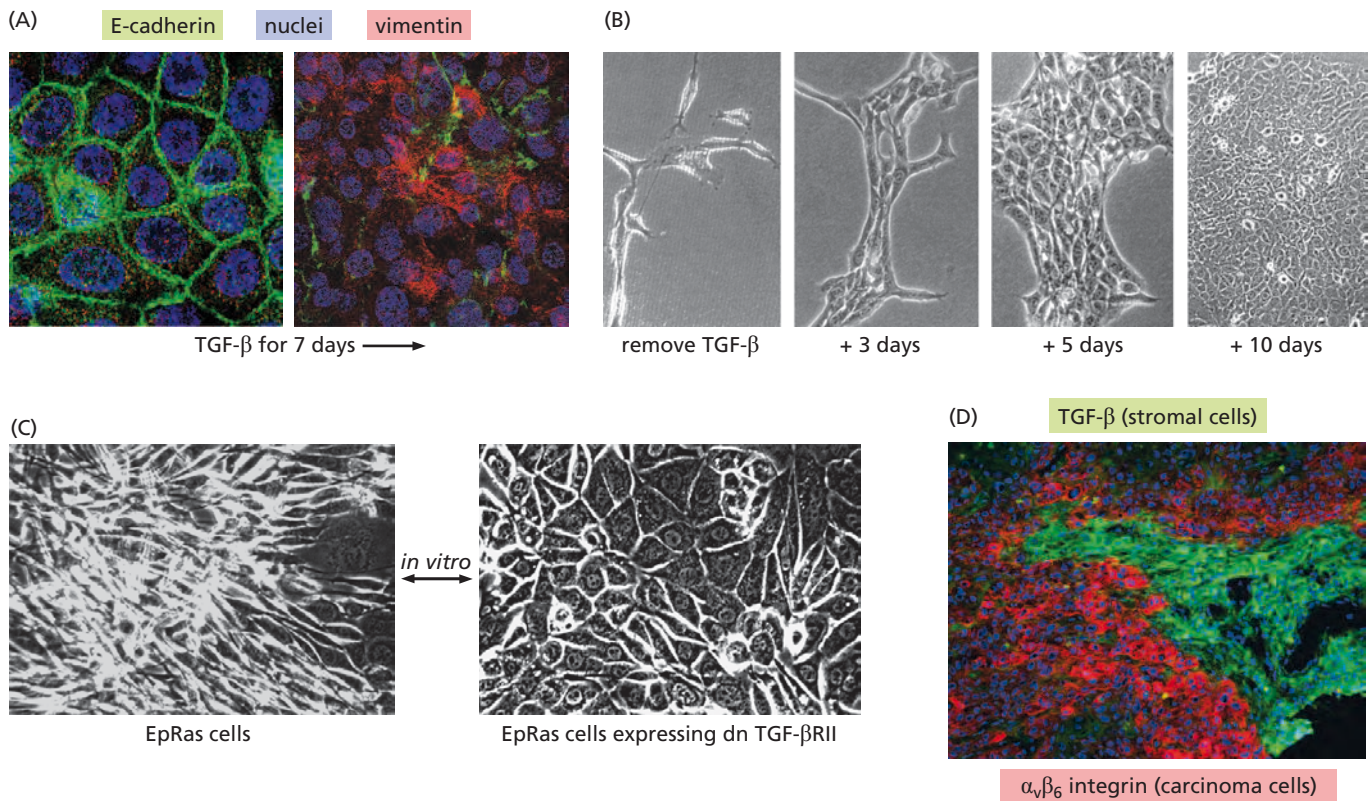 (A)
E-cadherin nuclei vimentin
TGF-β for 7 days
(B)
remove TGF-β + 3 days + 5 days + 10 days
(C)
in vitro
EpRas cells EpRas cells expressing dn TGF-βRII
(D)
TGF-β (stromal cells)
αvβ6 integrin (carcinoma cells)